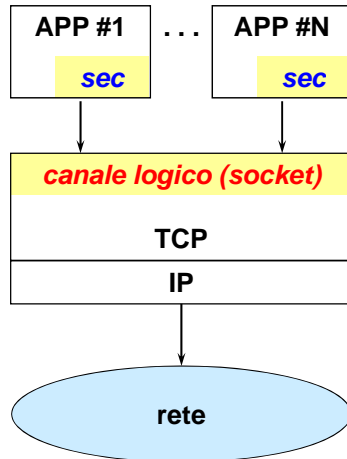 APP #1 . . . APP #N
sec sec
canale logico (socket)
TCP
IP
rete